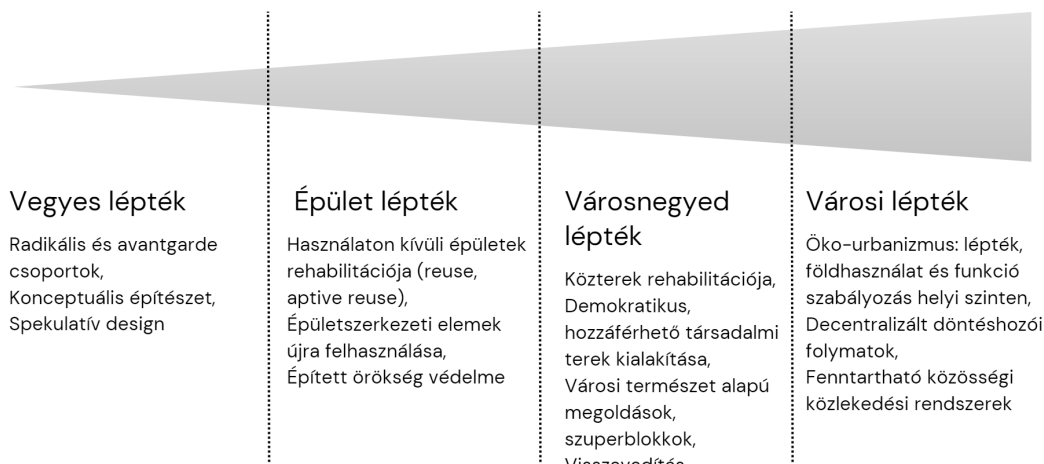 Vegyes lépték
Radikális és avantgarde
csoportok,
Konceptuális építészet,
Spekulatív design
Épület lépték
Használaton kívüli épületek
rehabilitációja (reuse,
aptive reuse),
Épületszerkezeti elemek
újra felhasználása,
Épített örökség védelme
Városnegyed
lépték
Közterek rehabilitációja,
Demokratikus,
hozzáférhető társadalmi
terek kialakítása,
Városi természet alapú
megoldások,
szuperblokkok,
Városi lépték
Öko-urbanizmus: lépték,
földhasználat és funkció
szabályozás helyi szinten,
Decentralizált döntéshozói
folymatok,
Fenntartható közösségi
közlekedési rendszerek